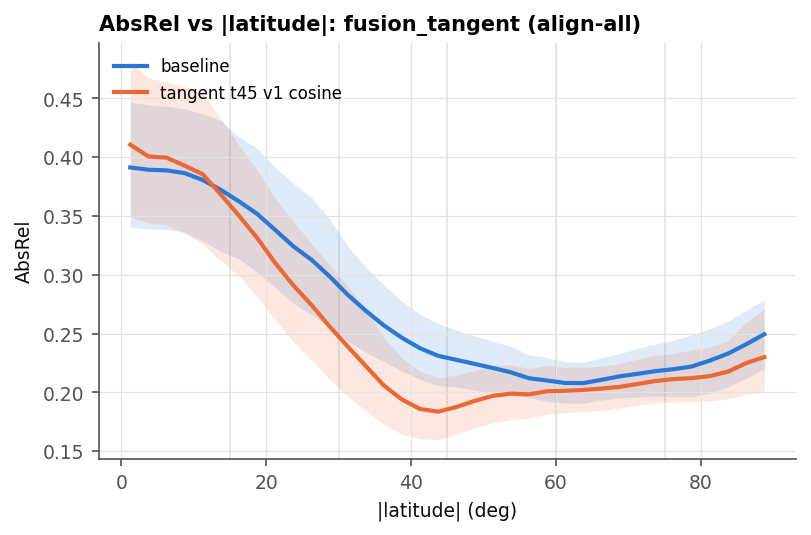 AbsRel vs |latitude|: fusion_tangent (align-all)
baseline
tangent t45 v1 cosine
0.45
0.40
0.35
0.30
0.25
0.20
0.15
AbsRel
0 20 40 60 80
|latitude| (deg)